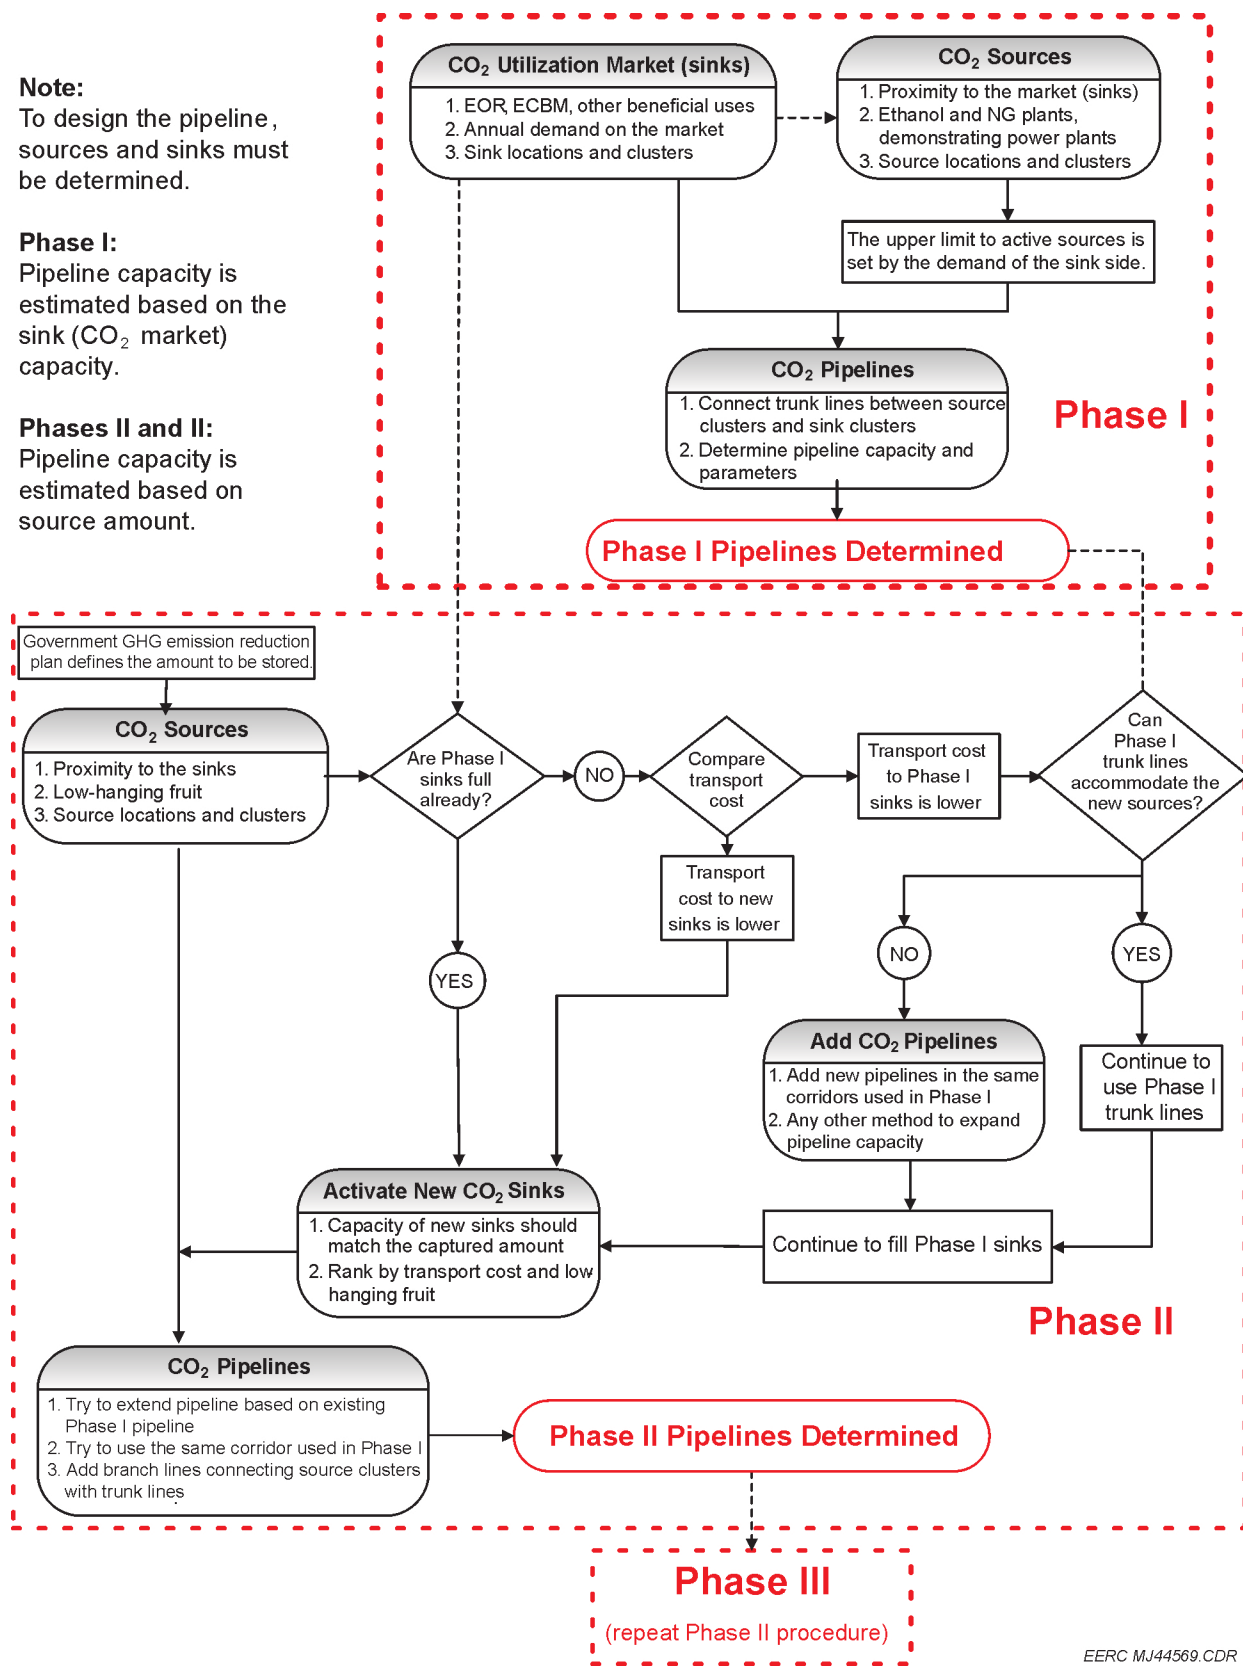 Note:
To design the pipeline,
sources and sinks must
be determined.
Phase I:
Pipeline capacity is
estimated based on the
sink (CO₂ market)
capacity.
Phases II and II:
Pipeline capacity is
estimated based on
source amount.
CO₂ Utilization Market (sinks)
1. EOR, ECBM, other beneficial uses
2. Annual demand on the market
3. Sink locations and clusters
CO₂ Sources
1. Proximity to the market (sinks)
2. Ethanol and NG plants,
demonstrating power plants
3. Source locations and clusters
The upper limit to active sources is
set by the demand of the sink side.
CO₂ Pipelines
1. Connect trunk lines between source
clusters and sink clusters
2. Determine pipeline capacity and
parameters
Phase I
Phase I Pipelines Determined
Government GHG emission reduction
plan defines the amount to be stored.
CO₂ Sources
1. Proximity to the sinks
2. Low-hanging fruit
3. Source locations and clusters
Are Phase I
sinks full
already?
NO
Compare
transport
cost
Transport cost
to Phase I
sinks is lower
Can
Phase I
trunk lines
accommodate the
new sources?
Transport
cost to new
sinks is lower
YES
NO
YES
Add CO₂ Pipelines
1. Add new pipelines in the same
corridors used in Phase I
2. Any other method to expand
pipeline capacity
Continue to
use Phase I
trunk lines
Activate New CO₂ Sinks
1. Capacity of new sinks should
match the captured amount
2. Rank by transport cost and low
hanging fruit
Continue to fill Phase I sinks
Phase II
CO₂ Pipelines
1. Try to extend pipeline based on existing
Phase I pipeline
2. Try to use the same corridor used in Phase I
3. Add branch lines connecting source clusters
with trunk lines
Phase II Pipelines Determined
Phase III
(repeat Phase II procedure)
EERC MJ44569.CDR